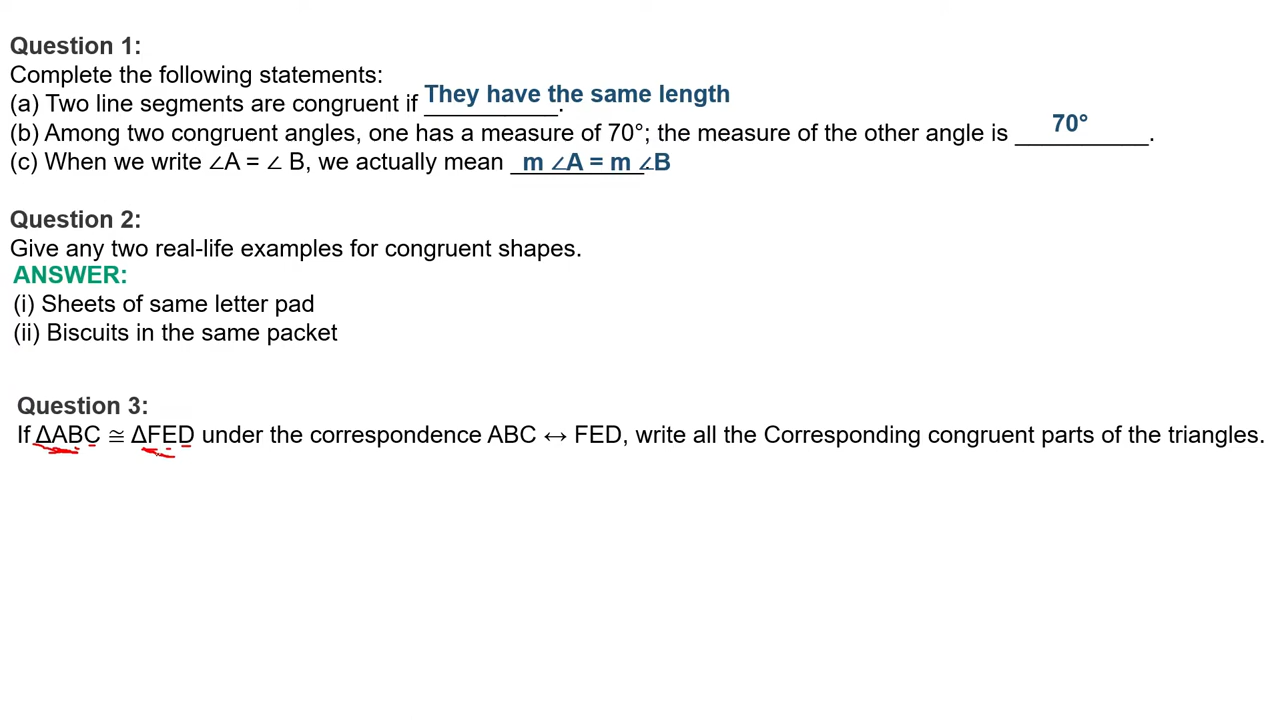 Question 1:
Complete the following statements:
(a) Two line segments are congruent if They have the same length.
(b) Among two congruent angles, one has a measure of 70°; the measure of the other angle is 70°.
(c) When we write ∠A = ∠ B, we actually mean m ∠A = m ∠B
Question 2:
Give any two real-life examples for congruent shapes.
ANSWER:
(i) Sheets of same letter pad
(ii) Biscuits in the same packet
Question 3:
If ΔABC ≅ ΔFED under the correspondence ABC ↔ FED, write all the Corresponding congruent parts of the triangles.